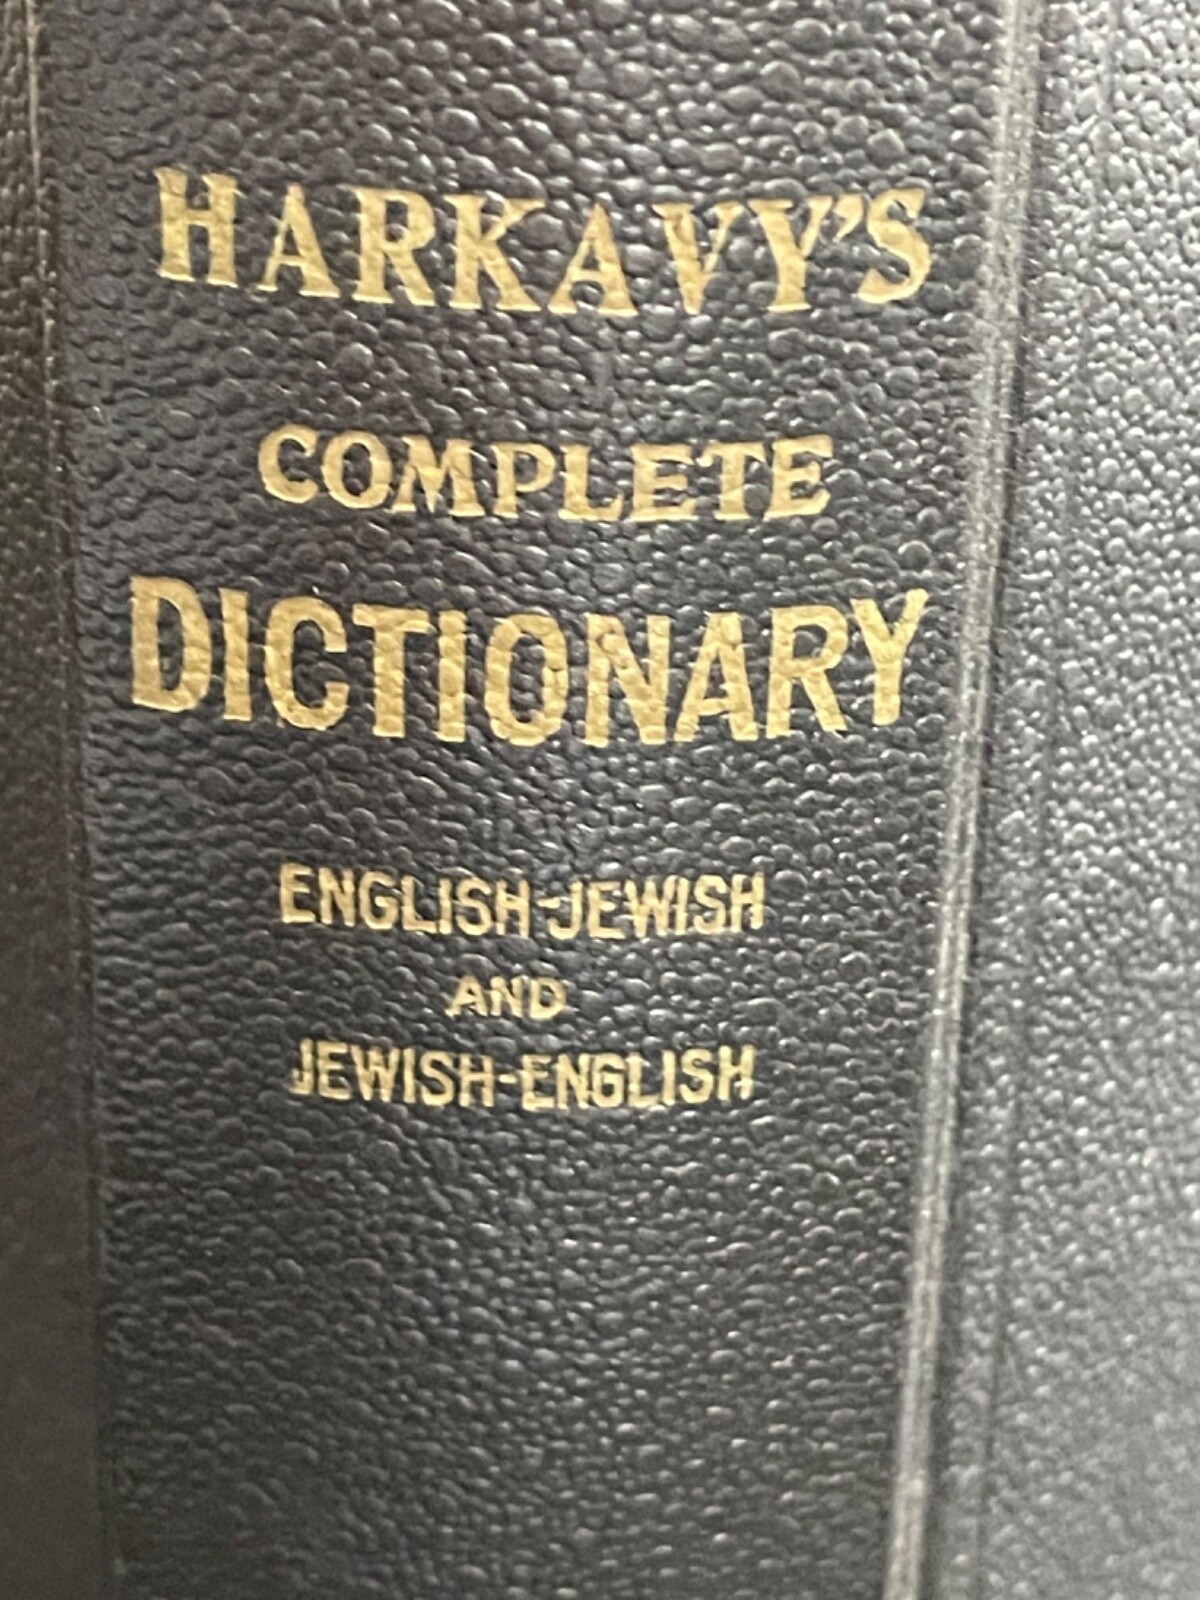 HARKAVY'S
COMPLETE
DICTIONARY
ENGLISH-JEWISH
AND
JEWISH-ENGLISH